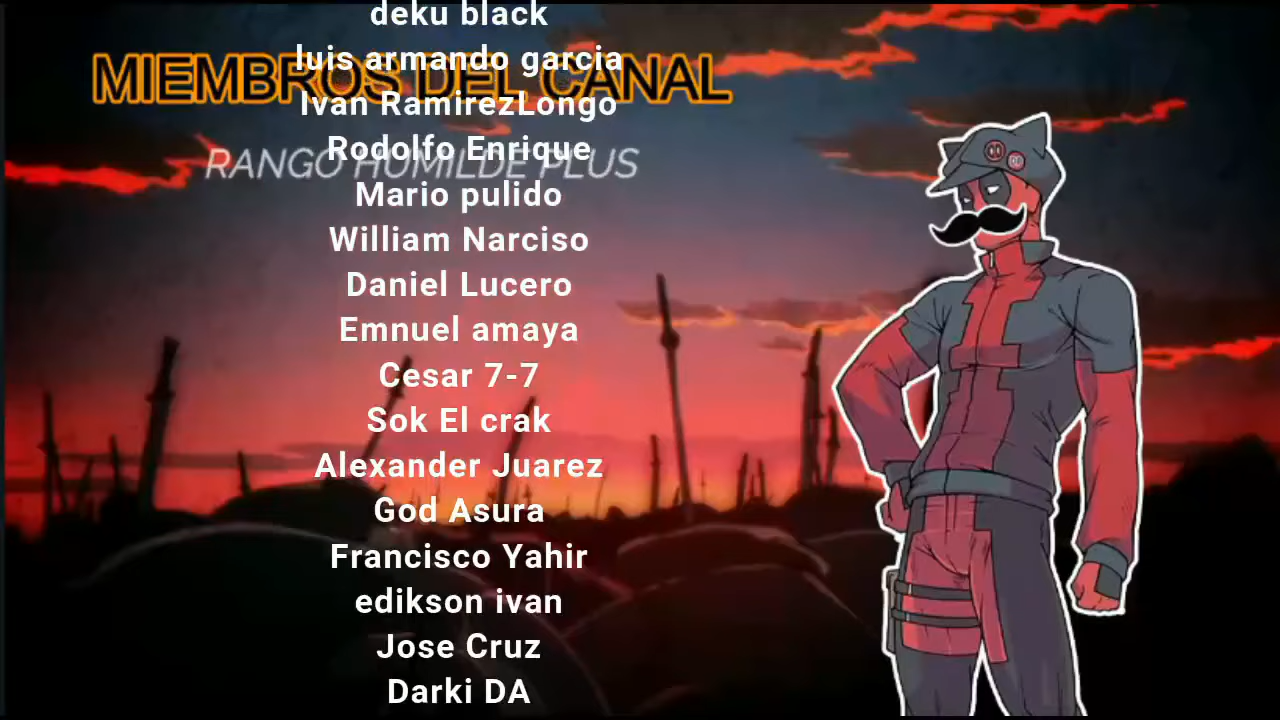 deku black
luis armando garcia
MIEMBROS DEL CANAL
Ivan RamirezLongo
Rodolfo Enrique
RANGO HUMILDE PLUS
Mario pulido
William Narciso
Daniel Lucero
Emnuel amaya
Cesar 7-7
Sok El crak
Alexander Juarez
God Asura
Francisco Yahir
edikson ivan
Jose Cruz
Darki DA